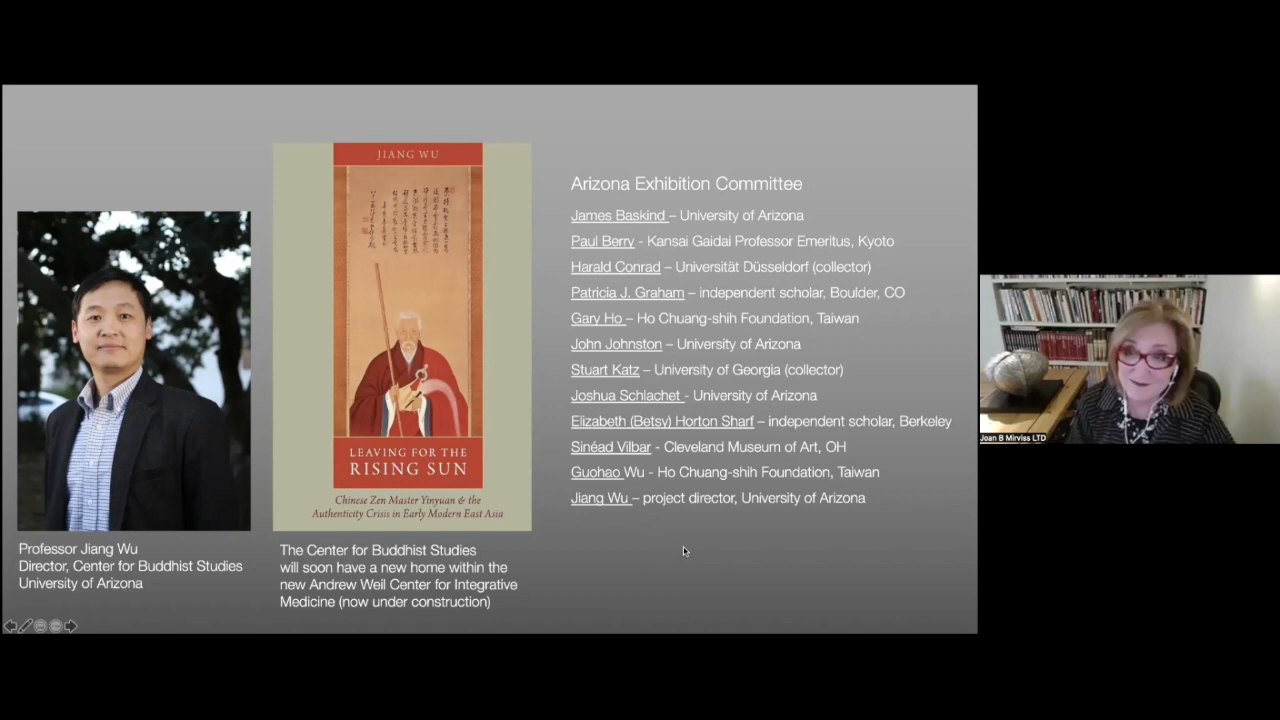 JIANG WU
LEAVING FOR THE
RISING SUN
Chinese Zen Master Yinyuan & the
Authenticity Crisis in Early Modern East Asia
Professor Jiang Wu
Director, Center for Buddhist Studies
University of Arizona
The Center for Buddhist Studies
will soon have a new home within the
new Andrew Weil Center for Integrative
Medicine (now under construction)
Arizona Exhibition Committee
James Baskind – University of Arizona
Paul Berry - Kansai Gaidai Professor Emeritus, Kyoto
Harald Conrad – Universität Düsseldorf (collector)
Patricia J. Graham – independent scholar, Boulder, CO
Gary Ho – Ho Chuang-shih Foundation, Taiwan
John Johnston – University of Arizona
Stuart Katz – University of Georgia (collector)
Joshua Schlachet - University of Arizona
Elizabeth (Betsy) Horton Sharf – independent scholar, Berkeley
Sinéad Vilbar - Cleveland Museum of Art, OH
Guohao Wu - Ho Chuang-shih Foundation, Taiwan
Jiang Wu – project director, University of Arizona
Joan B Mirviss LTD